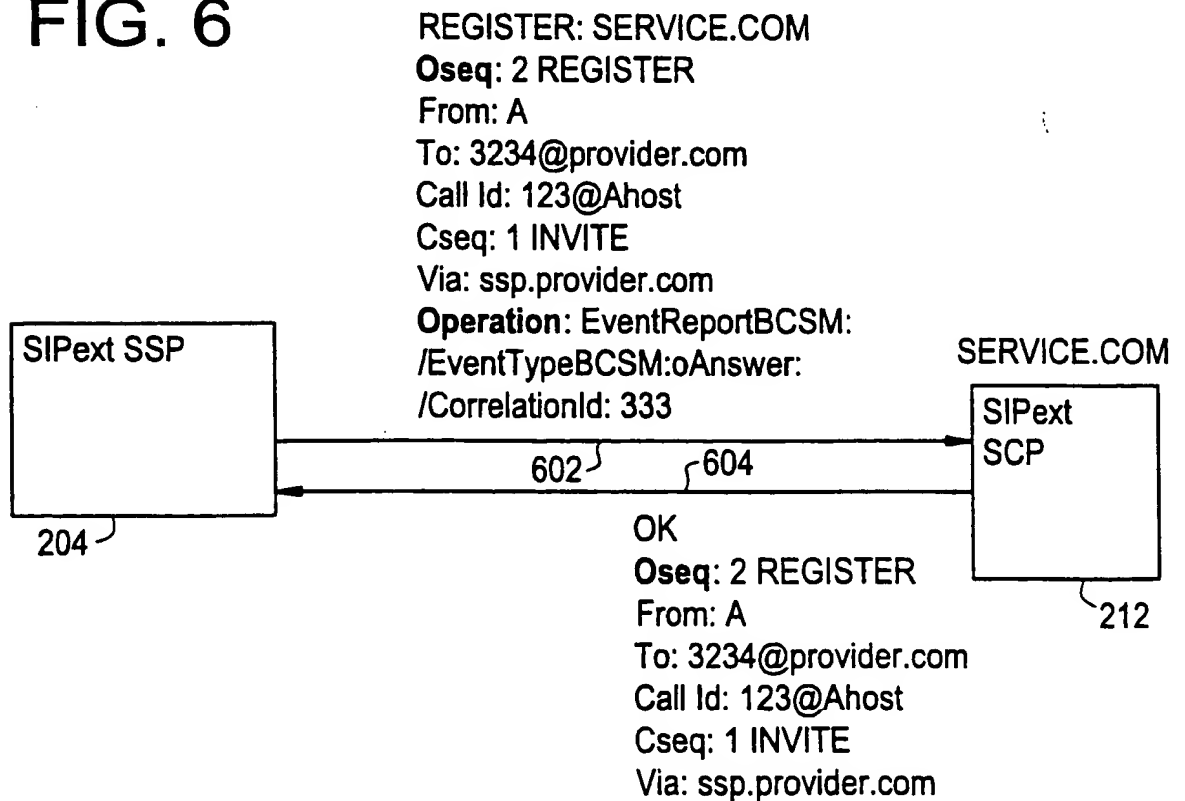 FIG. 6
REGISTER: SERVICE.COM
Oseq: 2 REGISTER
From: A
To: 3234@provider.com
Call Id: 123@Ahost
Cseq: 1 INVITE
Via: ssp.provider.com
Operation: EventReportBCSM:
/EventTypeBCSM:oAnswer:
/CorrelationId: 333
SIPext SSP
204
SERVICE.COM
SIPext
SCP
212
602
604
OK
Oseq: 2 REGISTER
From: A
To: 3234@provider.com
Call Id: 123@Ahost
Cseq: 1 INVITE
Via: ssp.provider.com